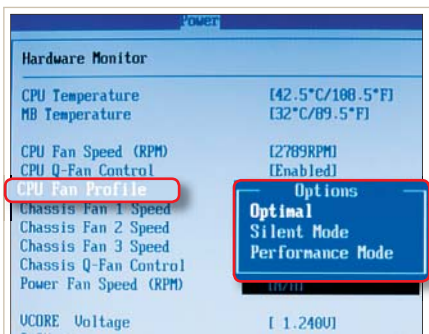 Power
Hardware Monitor
CPU Temperature [42.5°C/108.5°F]
MB Temperature [32°C/89.5°F]
CPU Fan Speed (RPM) [2789RPM]
CPU Q-Fan Control [Enabled]
CPU Fan Profile
Options
Chassis Fan 1 Speed
Optimal
Chassis Fan 2 Speed
Silent Mode
Chassis Fan 3 Speed
Performance Mode
Chassis Q-Fan Control
Power Fan Speed (RPM) [N/A]
VCORE Voltage [ 1.240V]